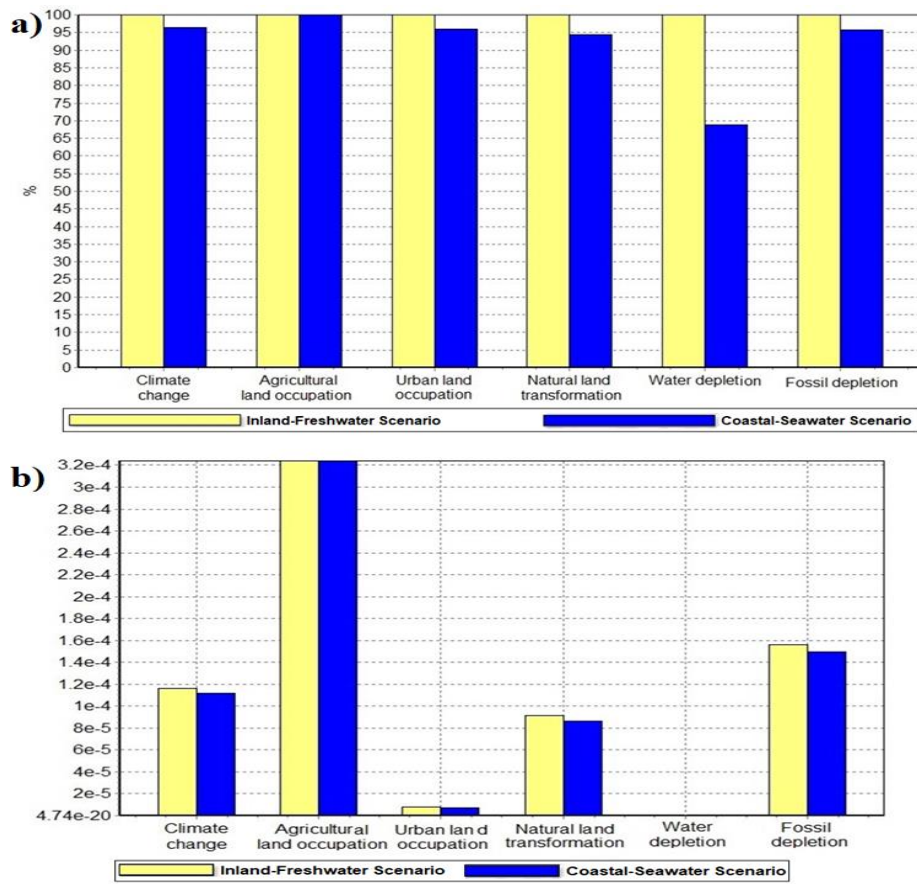 a)
100
95
90
85
80
75
70
65
60
55
50
45
40
35
30
25
20
15
10
5
0
%
Climate change
Agricultural land occupation
Urban land occupation
Natural land transformation
Water depletion
Fossil depletion
Inland-Freshwater Scenario
Coastal-Seawater Scenario
b)
3.2e-4
3e-4
2.8e-4
2.6e-4
2.4e-4
2.2e-4
2e-4
1.8e-4
1.6e-4
1.4e-4
1.2e-4
1e-4
8e-5
6e-5
4e-5
2e-5
4.74e-20
Climate change
Agricultural land occupation
Urban land occupation
Natural land transformation
Water depletion
Fossil depletion
Inland-Freshwater Scenario
Coastal-Seawater Scenario